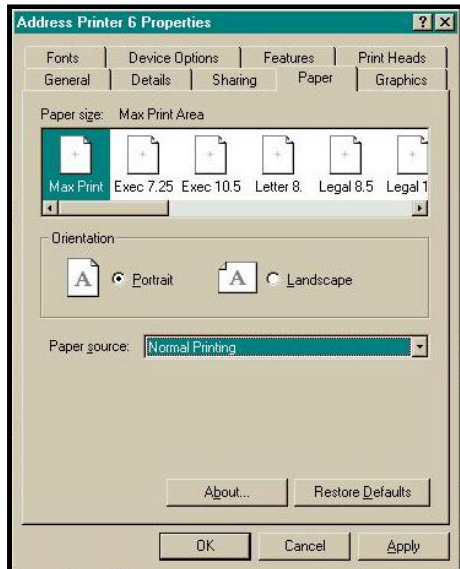 Address Printer 6 Properties ? ×
Fonts Device Options Features Print Heads
General Details Sharing Paper Graphics
Paper size: Max Print Area
Max Print Exec 7.25 Exec 10.5 Letter 8. Legal 8.5 Legal 1
Orientation
A Portrait A Landscape
Paper source: Normal Printing
About... Restore Defaults
OK Cancel Apply